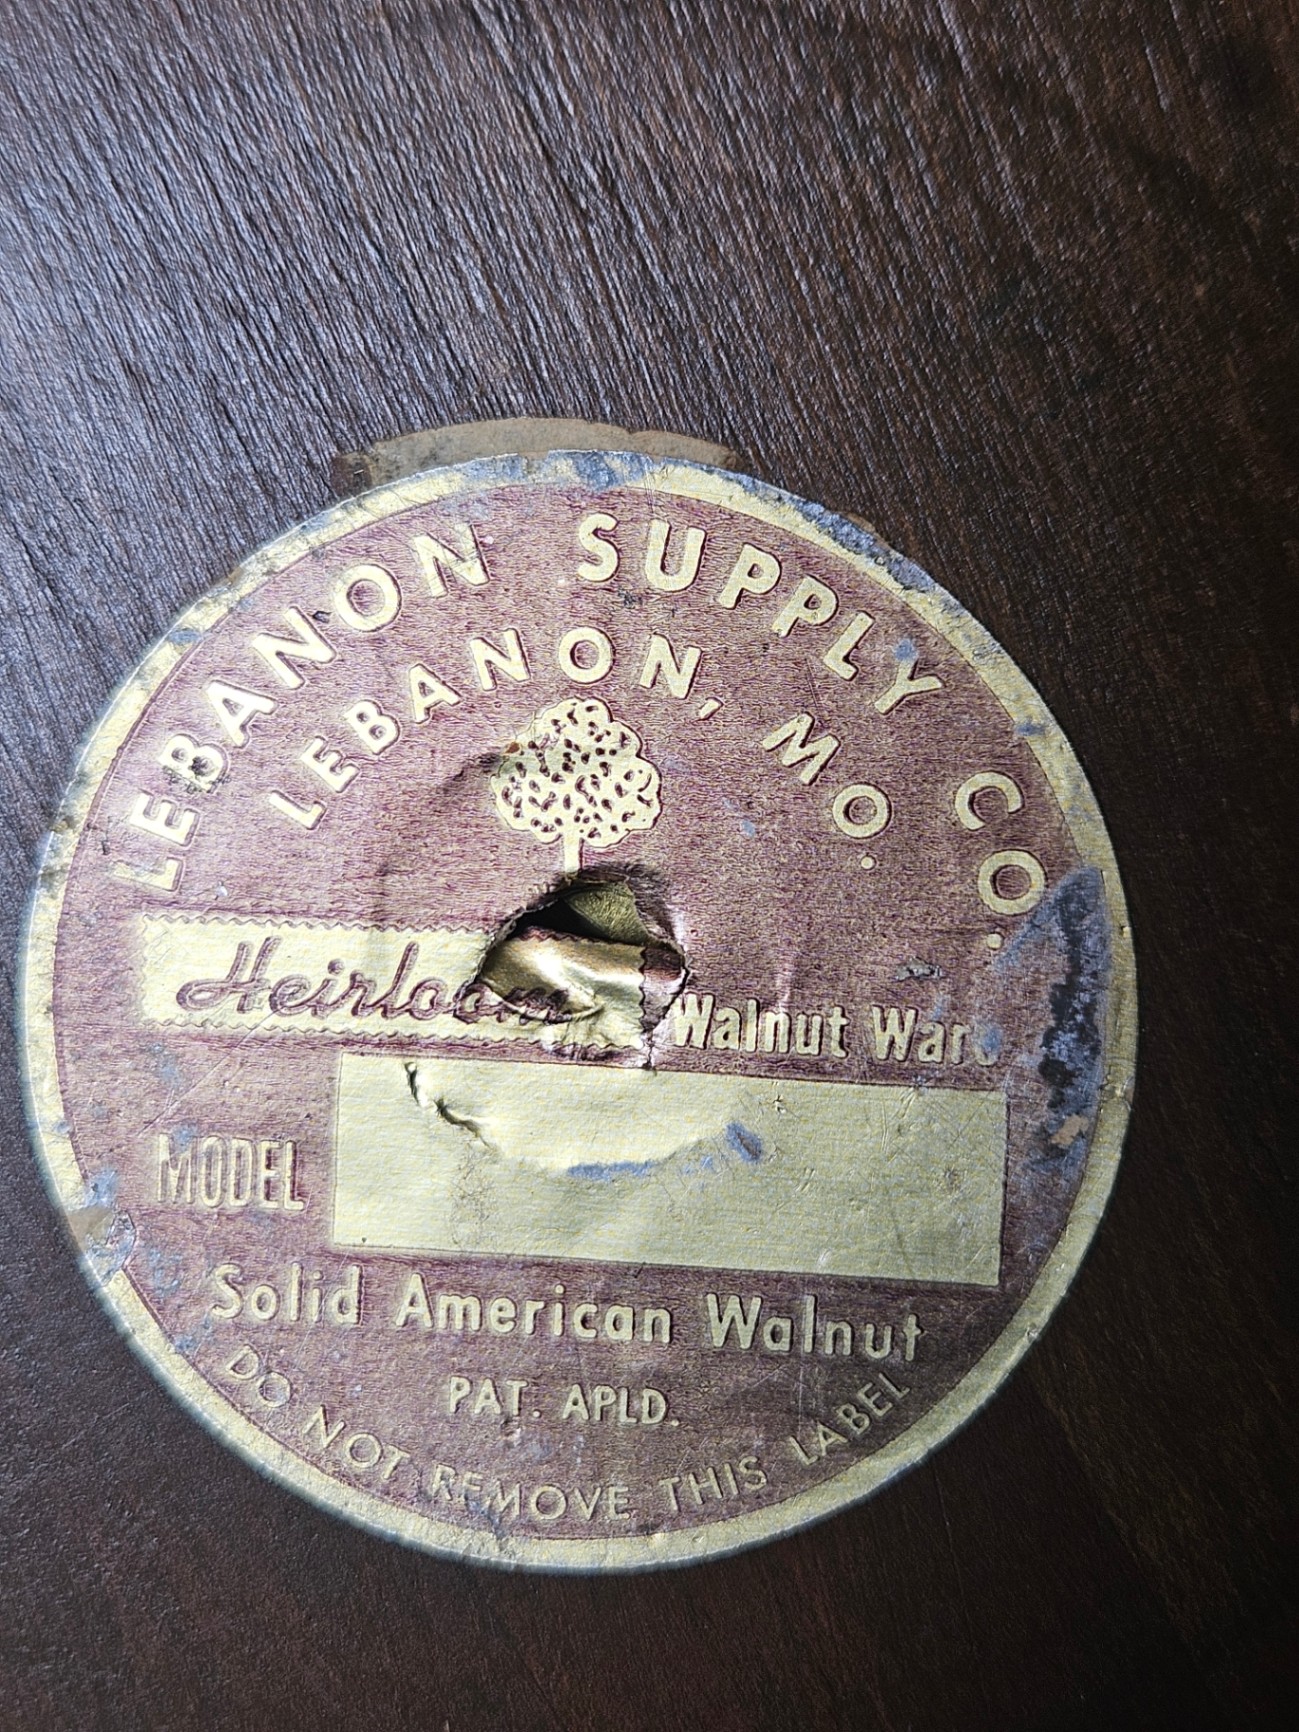 LEBANON SUPPLY CO.
LEBANON, MO.
Heirloom Walnut Ware
MODEL
Solid American Walnut
PAT. APLD.
DO NOT REMOVE THIS LABEL